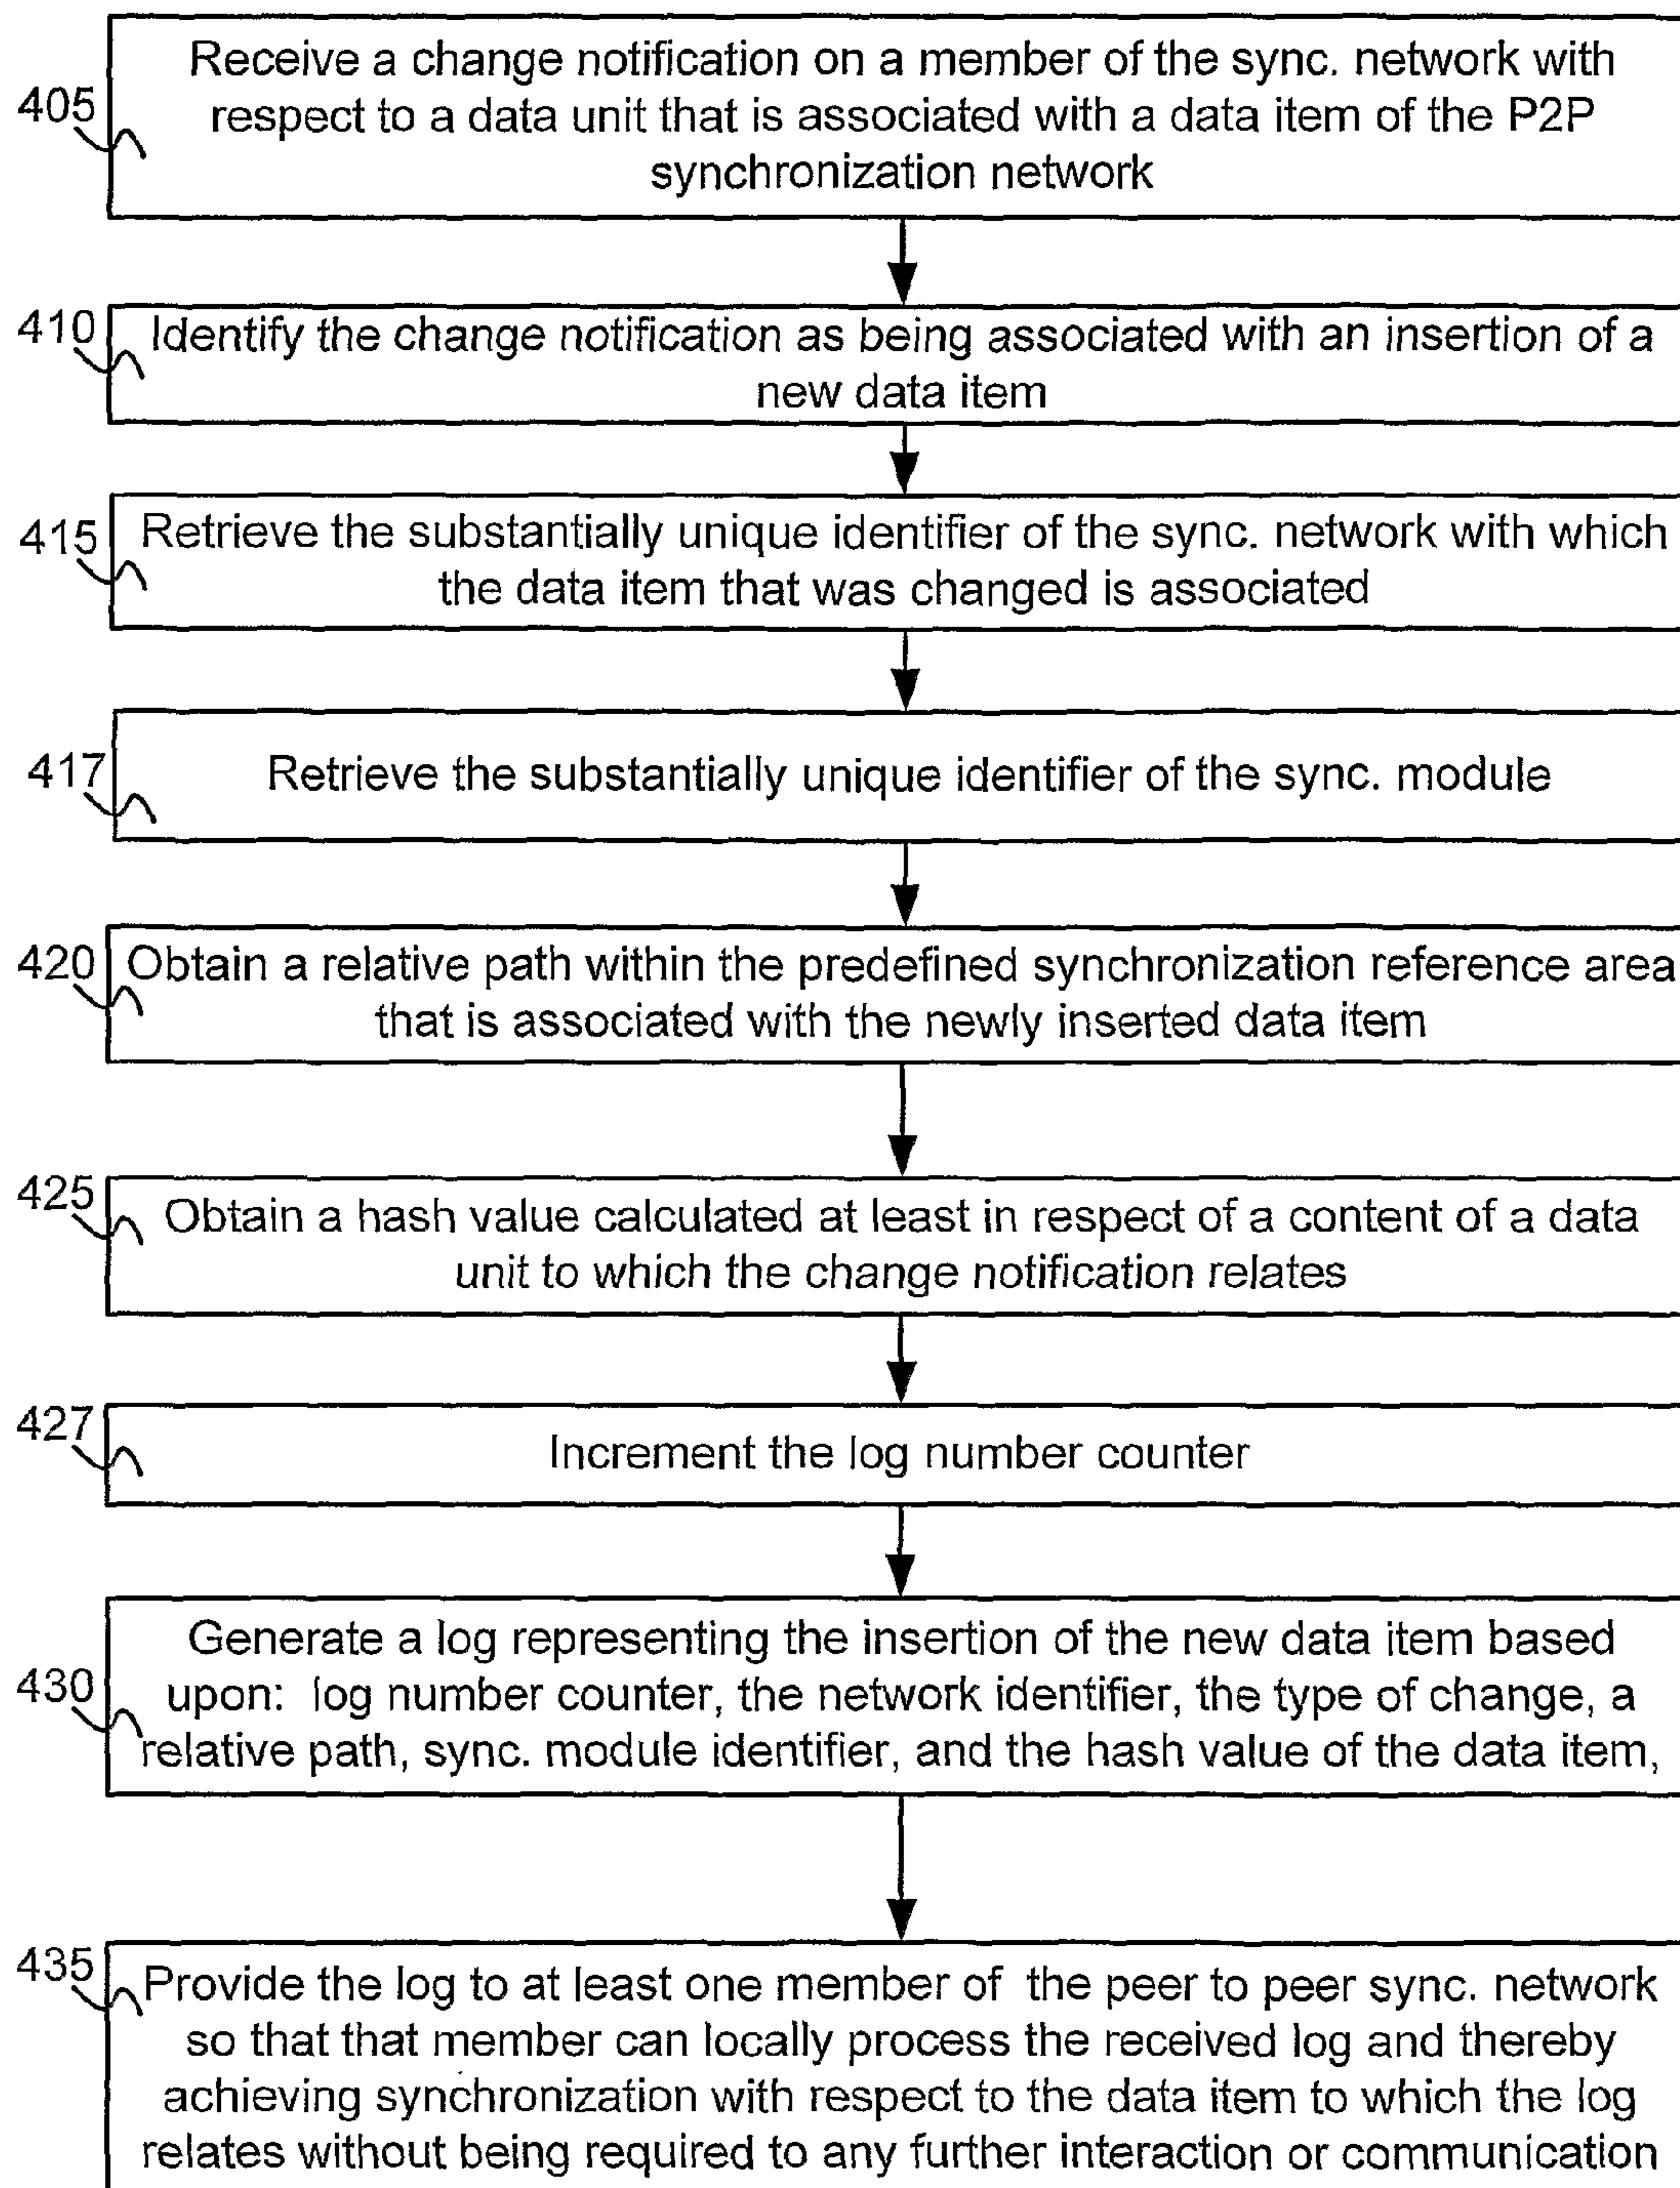 Receive a change notification on a member of the sync. network with
405
respect to a data unit that is associated with a data item of the P2P
synchronization network
410
Identify the change notification as being associated with an insertion of a
new data item
415
Retrieve the substantially unique identifier of the sync. network with which
the data item that was changed is associated
417
Retrieve the substantially unique identifier of the sync. module
420
Obtain a relative path within the predefined synchronization reference area
that is associated with the newly inserted data item
425
Obtain a hash value calculated at least in respect of a content of a data
unit to which the change notification relates
427
Increment the log number counter
Generate a log representing the insertion of the new data item based
430
upon: log number counter, the network identifier, the type of change, a
relative path, sync. module identifier, and the hash value of the data item,
435
Provide the log to at least one member of the peer to peer sync. network
so that that member can locally process the received log and thereby
achieving synchronization with respect to the data item to which the log
relates without being required to any further interaction or communication